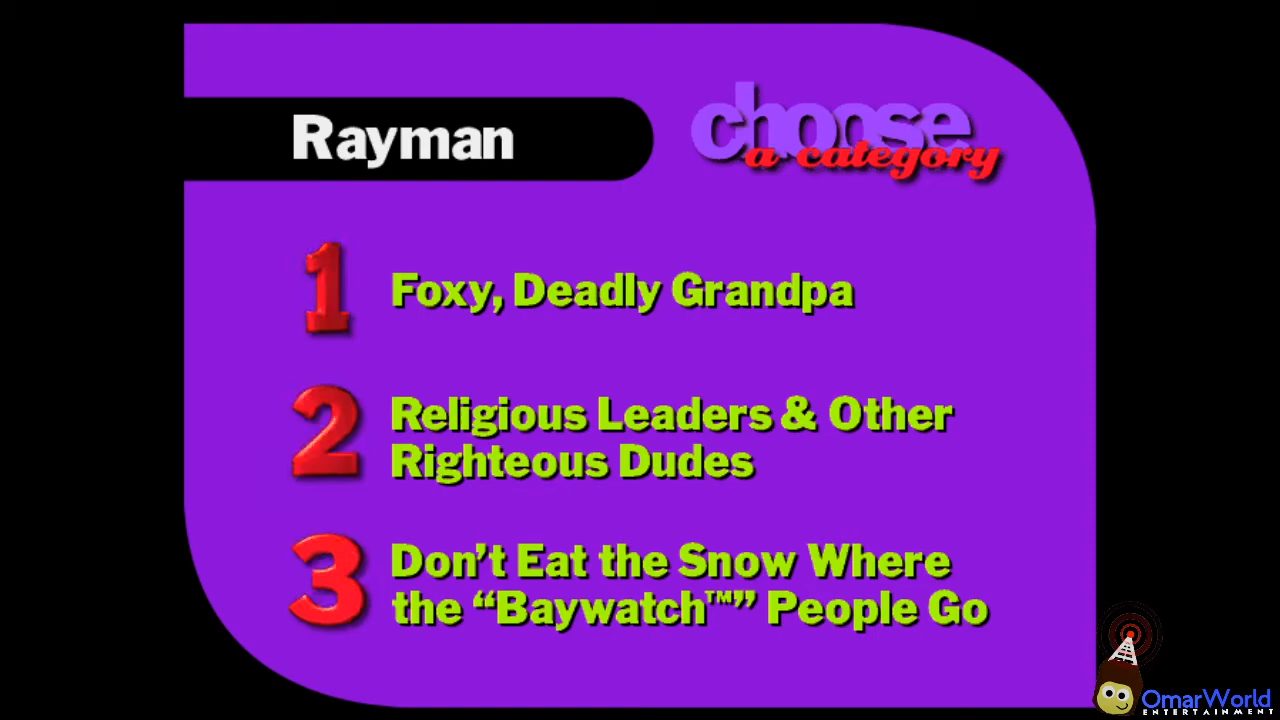 Rayman
choose
a category
1
Foxy, Deadly Grandpa
2
Religious Leaders & Other
Righteous Dudes
3
Don't Eat the Snow Where
the “Baywatch™” People Go
OmarWorld
ENTERTAINMENT